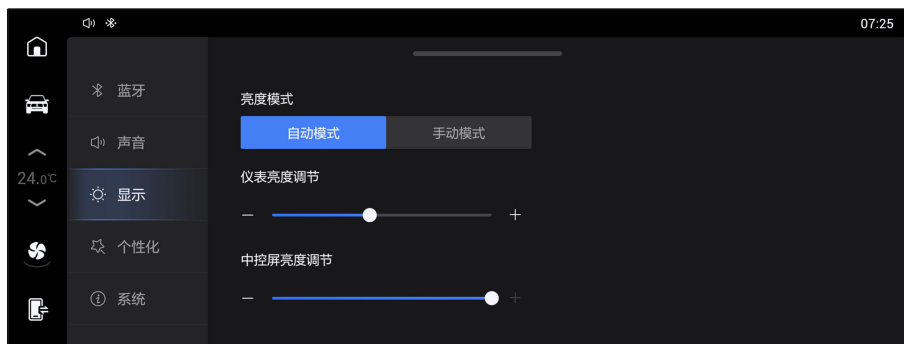 07:25
蓝牙
声音
24.0℃
显示
个性化
系统
亮度模式
自动模式
手动模式
仪表亮度调节
中控屏亮度调节